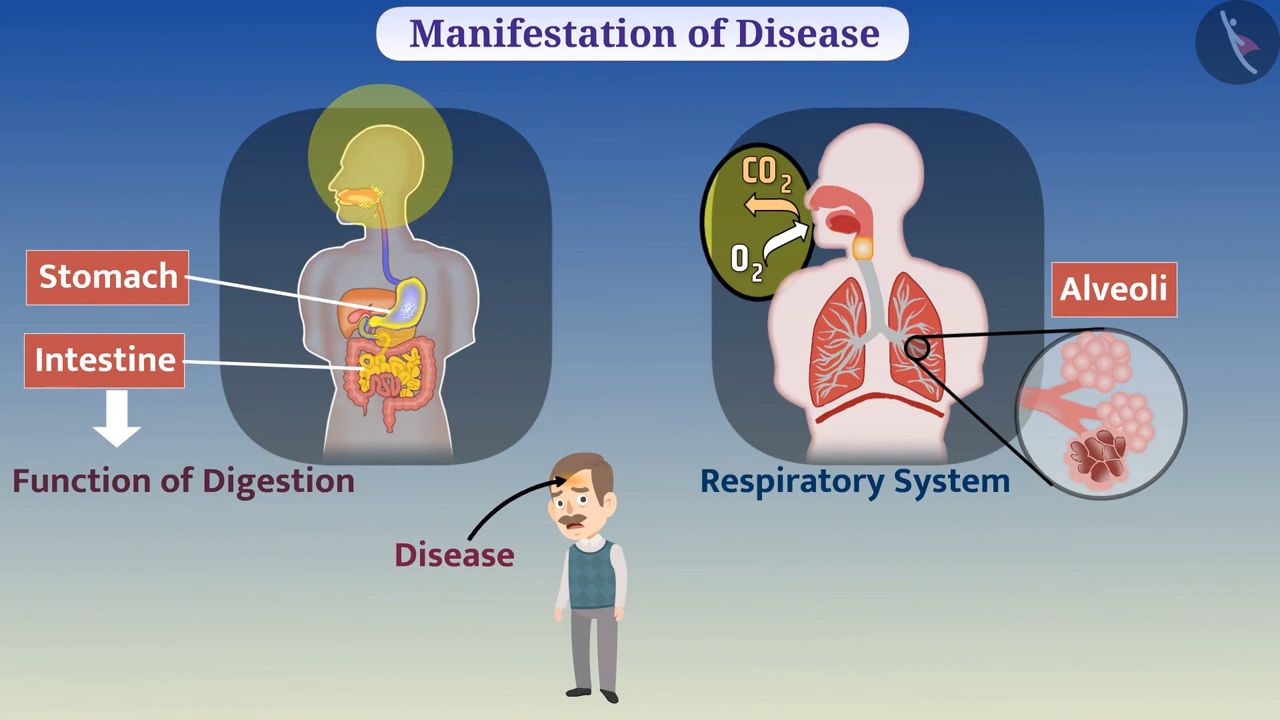 Manifestation of Disease
CO2
O2
Stomach
Intestine
Alveoli
Function of Digestion
Respiratory System
Disease